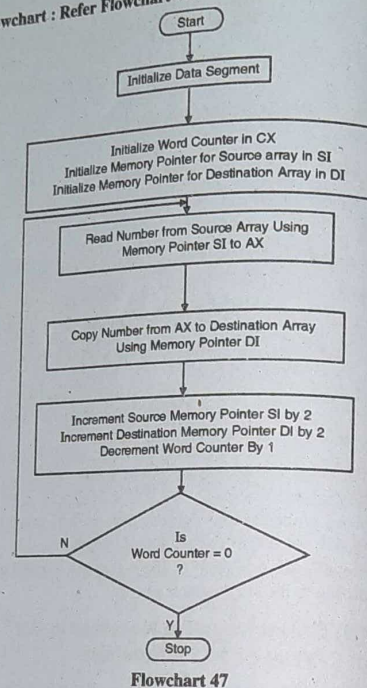 wchart : Refer Flowchart
Start
Initialize Data Segment
Initialize Word Counter in CX
Initialize Memory Pointer for Source array in SI
Initialize Memory Pointer for Destination Array in DI
Read Number from Source Array Using
Memory Pointer SI to AX
Copy Number from AX to Destination Array
Using Memory Pointer DI
Increment Source Memory Pointer SI by 2
Increment Destination Memory Pointer DI by 2
Decrement Word Counter By 1
Is
N
Word Counter = 0
?
Y
Stop
Flowchart 47